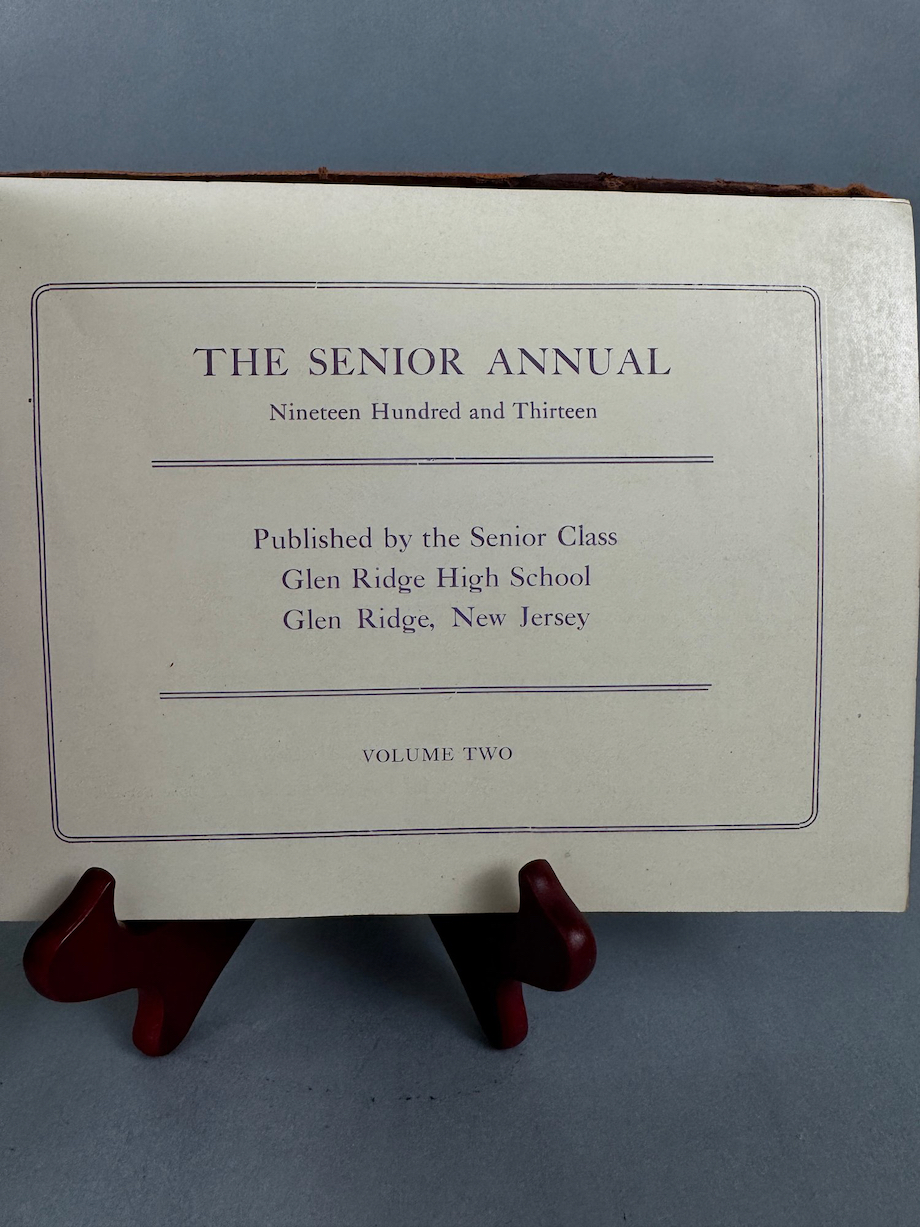 THE SENIOR ANNUAL
Nineteen Hundred and Thirteen
Published by the Senior Class
Glen Ridge High School
Glen Ridge, New Jersey
VOLUME TWO